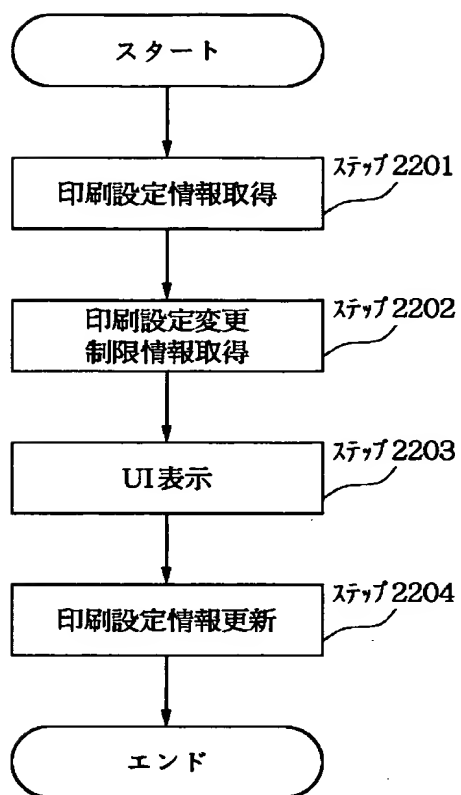 スタート
ステップ2201
印刷設定情報取得
ステップ2202
印刷設定変更
制限情報取得
ステップ2203
UI表示
ステップ2204
印刷設定情報更新
エンド